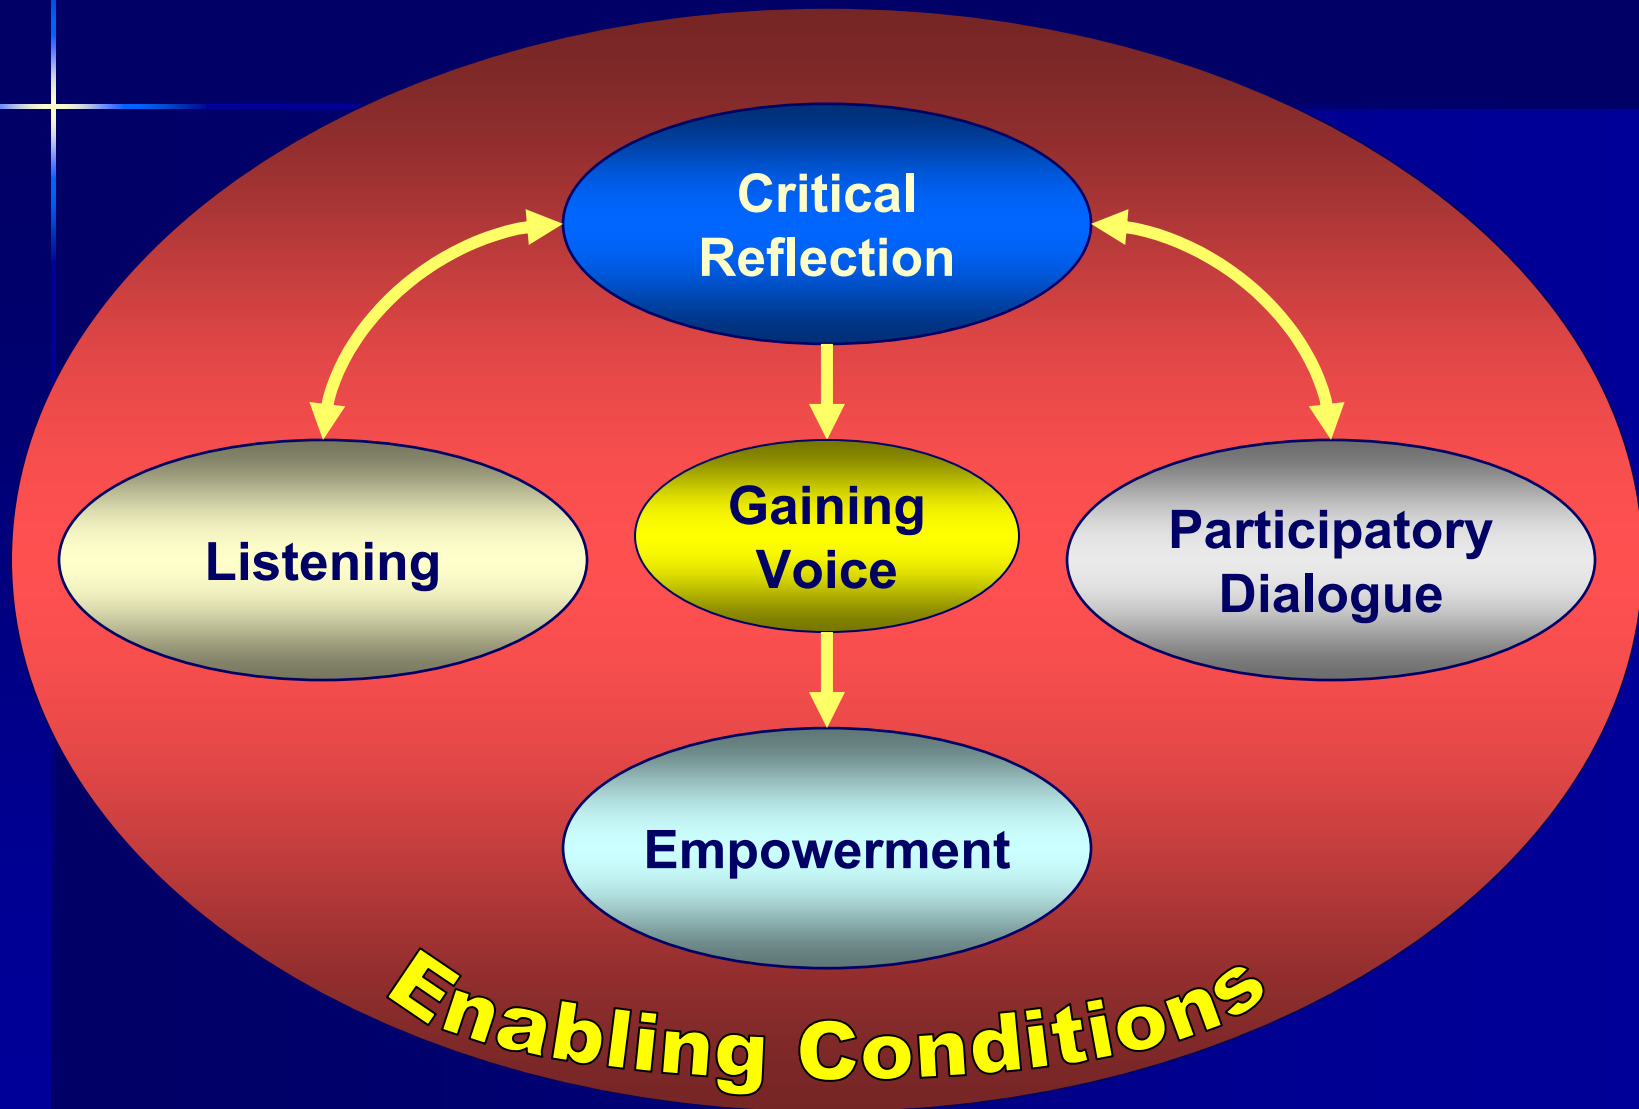 Critical
Reflection
Listening
Gaining
Voice
Participatory
Dialogue
Empowerment
Enabling Conditions